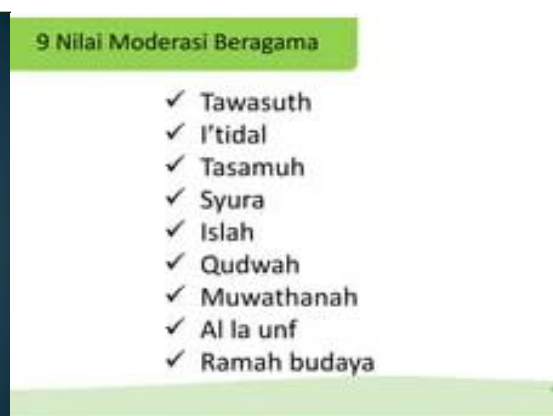 9 Nilai Moderasi Beragama
✓ Tawasuth
✓ I'tidal
✓ Tasamuh
✓ Syura
✓ Islah
✓ Qudwah
✓ Muwathanah
✓ Al la unf
✓ Ramah budaya